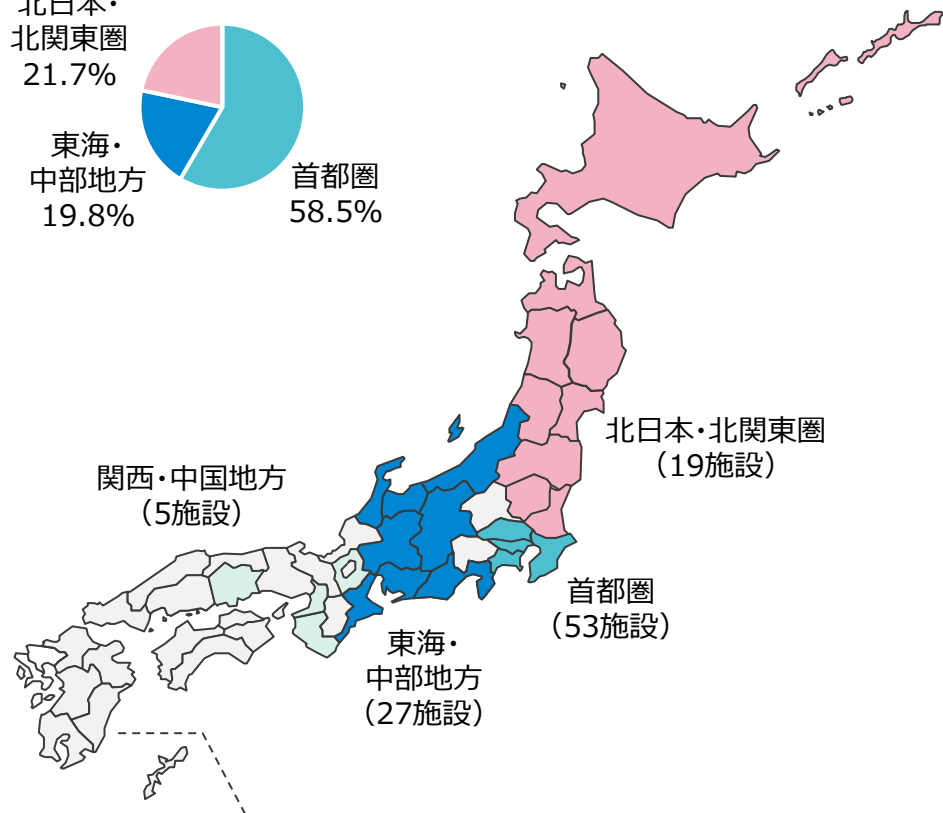 北日本・
北関東圏
21.7%
東海・
中部地方
19.8%
首都圏
58.5%
北日本・北関東圏
（19施設）
関西・中国地方
（5施設）
首都圏
（53施設）
東海・
中部地方
（27施設）